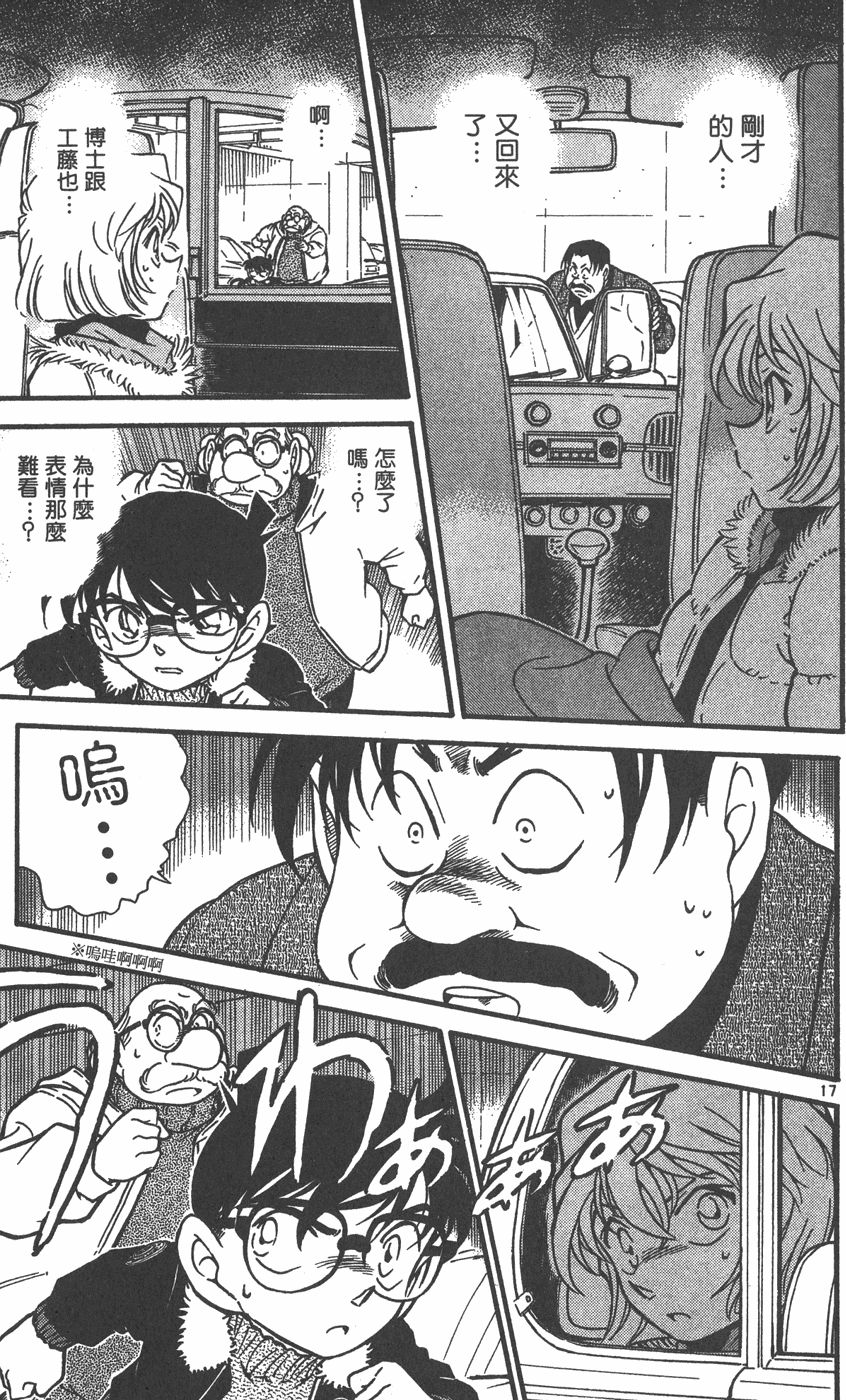 剛才
的人…
又回來
了…
啊…
博士跟
工藤也…
怎麼了
嗎…?
為什麼
表情那麼
難看…?
嗚…
※嗚哇啊啊啊
うわあああ
17